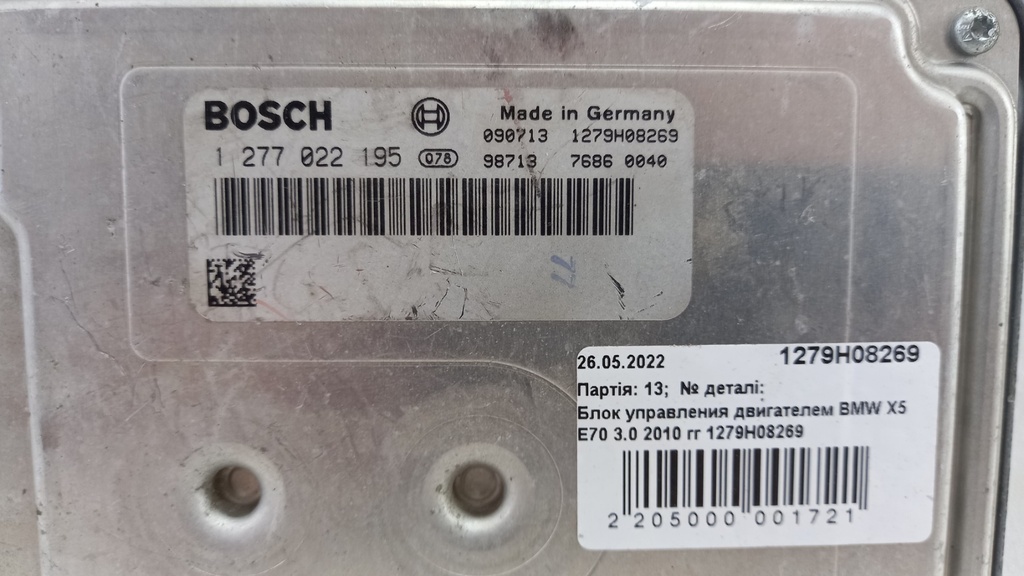 BOSCH
Made in Germany
090713 1279H08269
1 277 022 195 078 98713 7686 0040
77
26.05.2022 1279H08269
Партія: 13; № деталі:
Блок управления двигателем BMW X5
E70 3.0 2010 гг 1279H08269
2 205000 001721